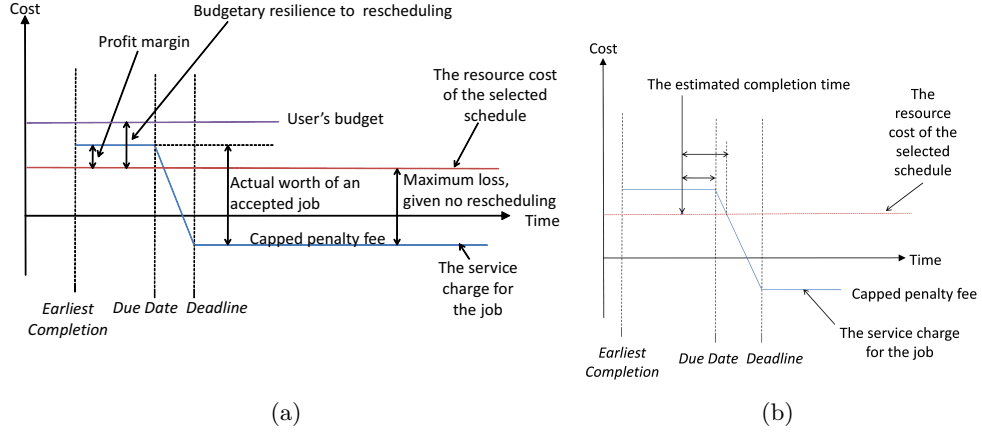 Cost
Budgetary resilience to rescheduling
Profit margin
The resource cost
of the selected
schedule
User's budget
Actual worth of an
accepted job
Maximum loss,
given no rescheduling
Time
Capped penalty fee
The service
charge for
the job
Earliest
Completion
Due Date
Deadline
(a)
Cost
The estimated completion time
The
resource
cost of the
selected
schedule
Time
Capped penalty fee
The service charge
for the job
Earliest
Completion
Due Date
Deadline
(b)